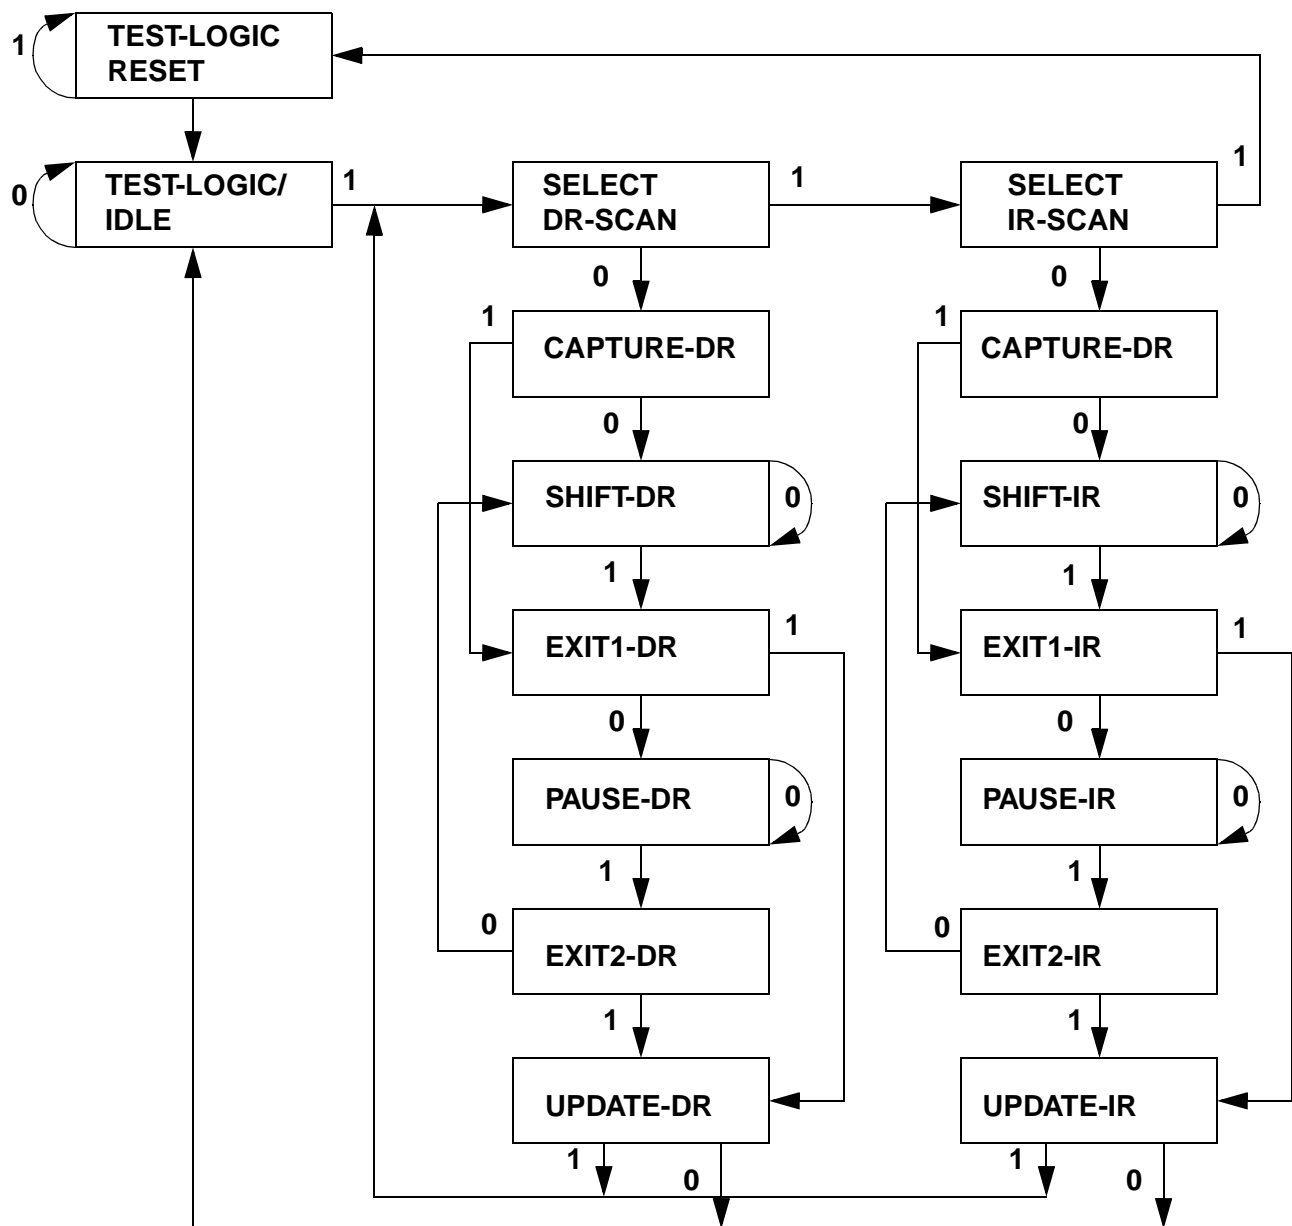 1
TEST-LOGIC
RESET
0
TEST-LOGIC/
IDLE
1
SELECT
DR-SCAN
1
SELECT
IR-SCAN
1
0
0
1
CAPTURE-DR
1
CAPTURE-DR
0
0
SHIFT-DR
0
SHIFT-IR
0
1
1
EXIT1-DR
1
EXIT1-IR
1
0
0
PAUSE-DR
0
PAUSE-IR
0
1
1
0
EXIT2-DR
0
EXIT2-IR
1
1
UPDATE-DR
UPDATE-IR
1
0
1
0